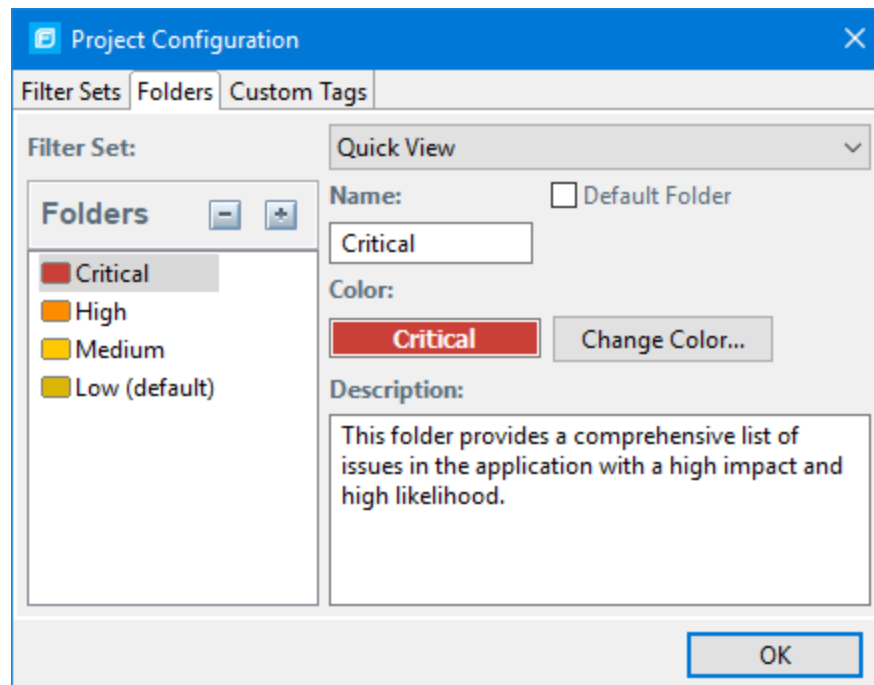 Project Configuration
Filter Sets Folders Custom Tags
Filter Set:
Quick View
Folders
Critical
High
Medium
Low (default)
Name:
Default Folder
Critical
Color:
Critical
Change Color...
Description:
This folder provides a comprehensive list of
issues in the application with a high impact and
high likelihood.
OK